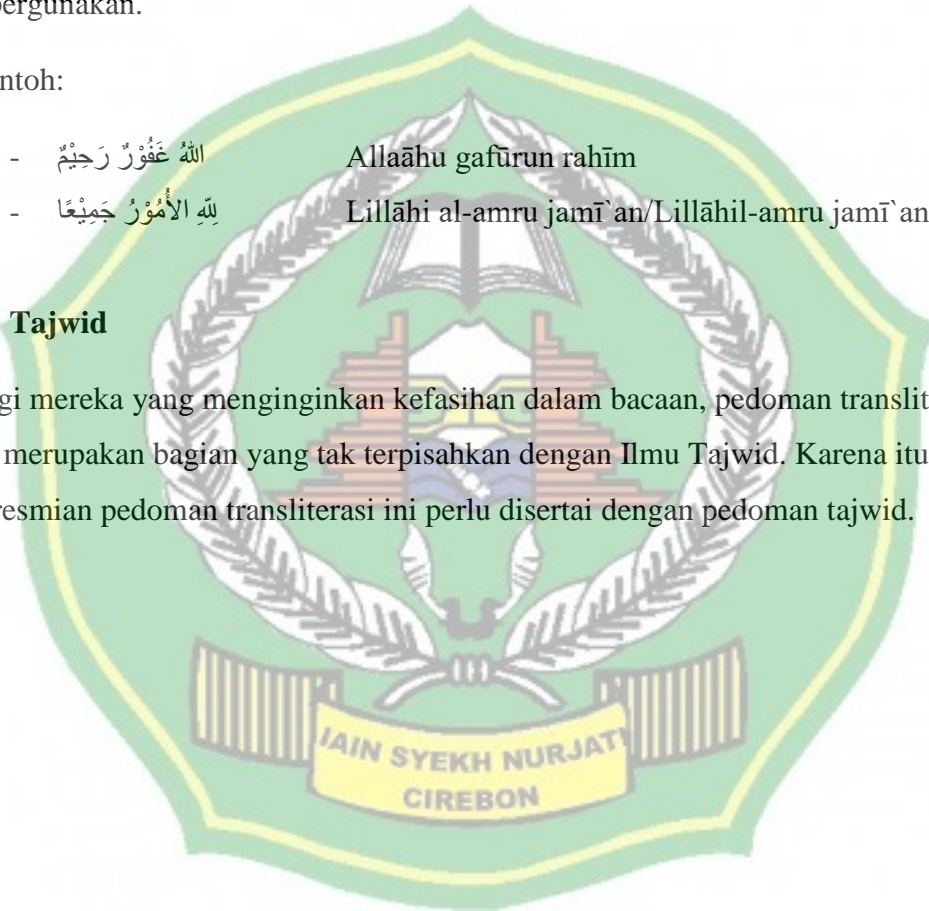 pergunakan.
ntoh:
- اللهُ غَفُوْرٌ رَحِيْمٌ Allaāhu gafūrun rahīm
- لِلّهِ الأُمُوْرُ جَمِيْعًا Lillāhi al-amru jamī`an/Lillāhil-amru jamī`an
Tajwid
gi mereka yang menginginkan kefasihan dalam bacaan, pedoman translit
merupakan bagian yang tak terpisahkan dengan Ilmu Tajwid. Karena itu
resmian pedoman transliterasi ini perlu disertai dengan pedoman tajwid.
IAIN SYEKH NURJATI
CIREBON